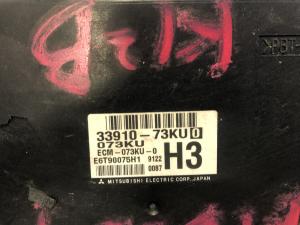 33910-73KU0
073KU
ECM-073KU-0
E6T90075H1 9122
H3
0087
MITSUBISHI ELECTRIC CORP. JAPAN